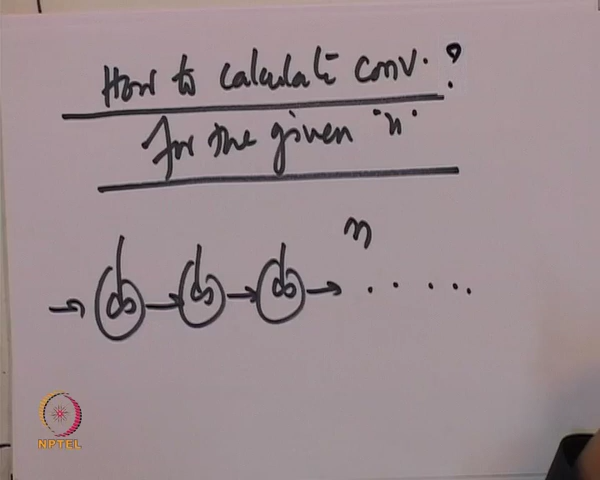 How to calculate conv. ?
for the given 'n'
n
NPTEL